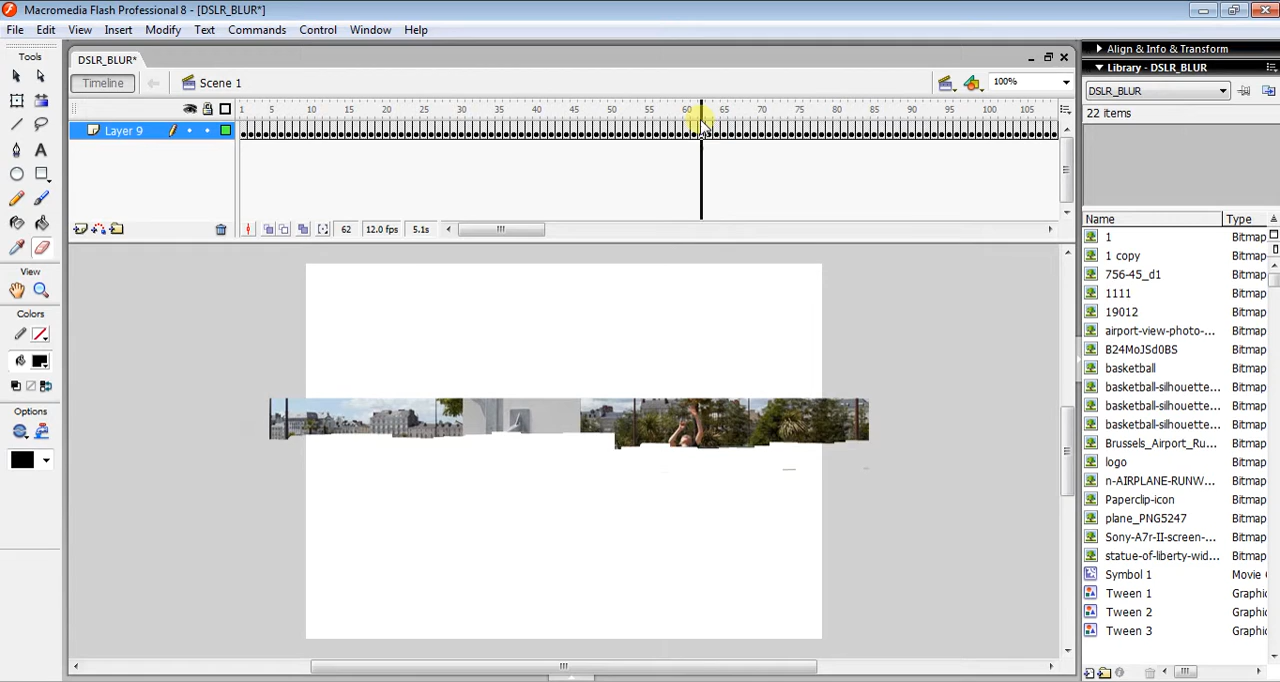 Macromedia Flash Professional 8 - [DSLR_BLUR*]
File Edit View Insert Modify Text Commands Control Window Help
Tools
DSLR_BLUR*
Timeline
Scene 1
100%
1 5 10 15 20 25 30 35 40 45 50 55 60 65 70 75 80 85 90 95 100 105
Layer 9
62 12.0 fps 5.1s
View
Colors
Options
Align & Info & Transform
Library - DSLR_BLUR
DSLR_BLUR
22 items
Name Type
1 Bitmap
1 copy Bitmap
756-45_d1 Bitmap
1111 Bitmap
19012 Bitmap
airport-view-photo-... Bitmap
B24MoJSd0BS Bitmap
basketball Bitmap
basketball-silhouette... Bitmap
basketball-silhouette... Bitmap
basketball-silhouette... Bitmap
Brussels_Airport_Ru... Bitmap
logo Bitmap
n-AIRPLANE-RUNW... Bitmap
Paperclip-icon Bitmap
plane_PNG5247 Bitmap
Sony-A7r-II-screen-... Bitmap
statue-of-liberty-wid... Bitmap
Symbol 1 Movie C
Tween 1 Graphic
Tween 2 Graphic
Tween 3 Graphic